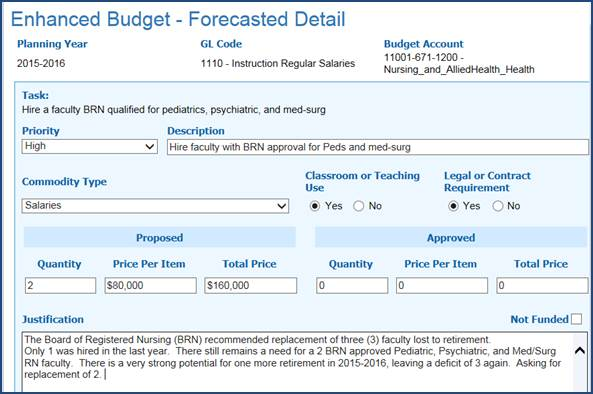 Enhanced Budget - Forecasted Detail
Planning Year GL Code Budget Account
2015-2016 1110 - Instruction Regular Salaries 11001-671-1200 -
Nursing_and_AlliedHealth_Health
Task:
Hire a faculty BRN qualified for pediatrics, psychiatric, and med-surg
Priority Description
High Hire faculty with BRN approval for Peds and med-surg
Commodity Type Classroom or Teaching Use Legal or Contract Requirement
Salaries Yes No Yes No
Proposed Approved
Quantity Price Per Item Total Price Quantity Price Per Item Total Price
2 $80,000 $160,000 0 0 0
Justification Not Funded
The Board of Registered Nursing (BRN) recommended replacement of three (3) faculty lost to retirement.
Only 1 was hired in the last year. There still remains a need for a 2 BRN approved Pediatric, Psychiatric, and Med/Surg
RN faculty. There is a very strong potential for one more retirement in 2015-2016, leaving a deficit of 3 again. Asking for
replacement of 2.